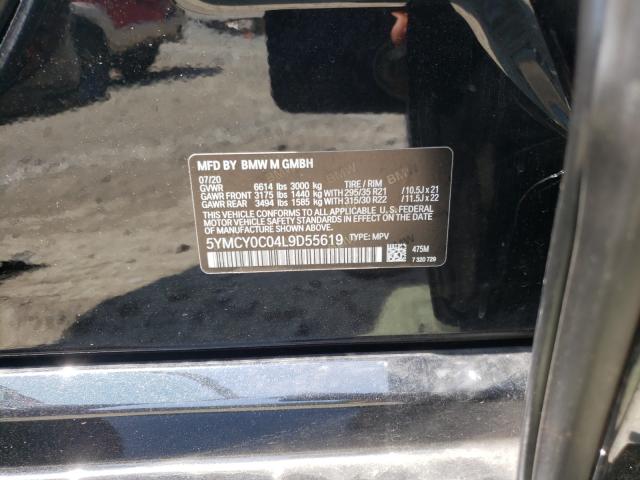 MFD BY BMW M GMBH
07/20
GVWR 6614 lbs 3000 kg TIRE / RIM
GAWR FRONT 3175 lbs 1440 kg WITH 295/35 R21 /10.5J x 21
GAWR REAR 3494 lbs 1585 kg WITH 315/30 R22 /11.5J x 22
THIS VEHICLE CONFORMS TO ALL APPLICABLE U.S. FEDERAL
MOTOR VEHICLE SAFETY STANDARDS IN EFFECT ON THE DATE OF
MANUFACTURE SHOWN ABOVE.
5YMCY0C04L9D55619 TYPE: MPV
475M
7 320 729